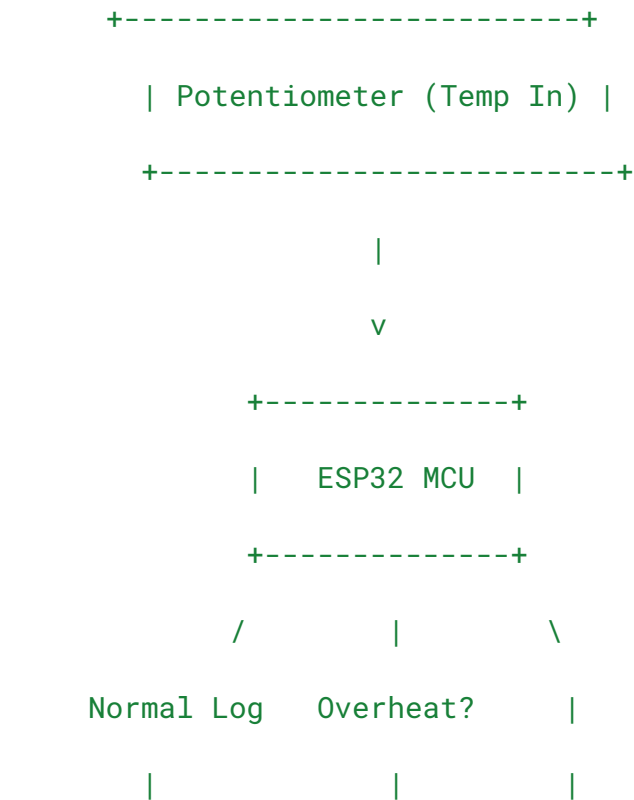 +--------------------------+
| Potentiometer (Temp In) |
+--------------------------+
|
v
+--------------+
|   ESP32 MCU  |
+--------------+
/        |        \
Normal Log   Overheat?     |
|             |         |